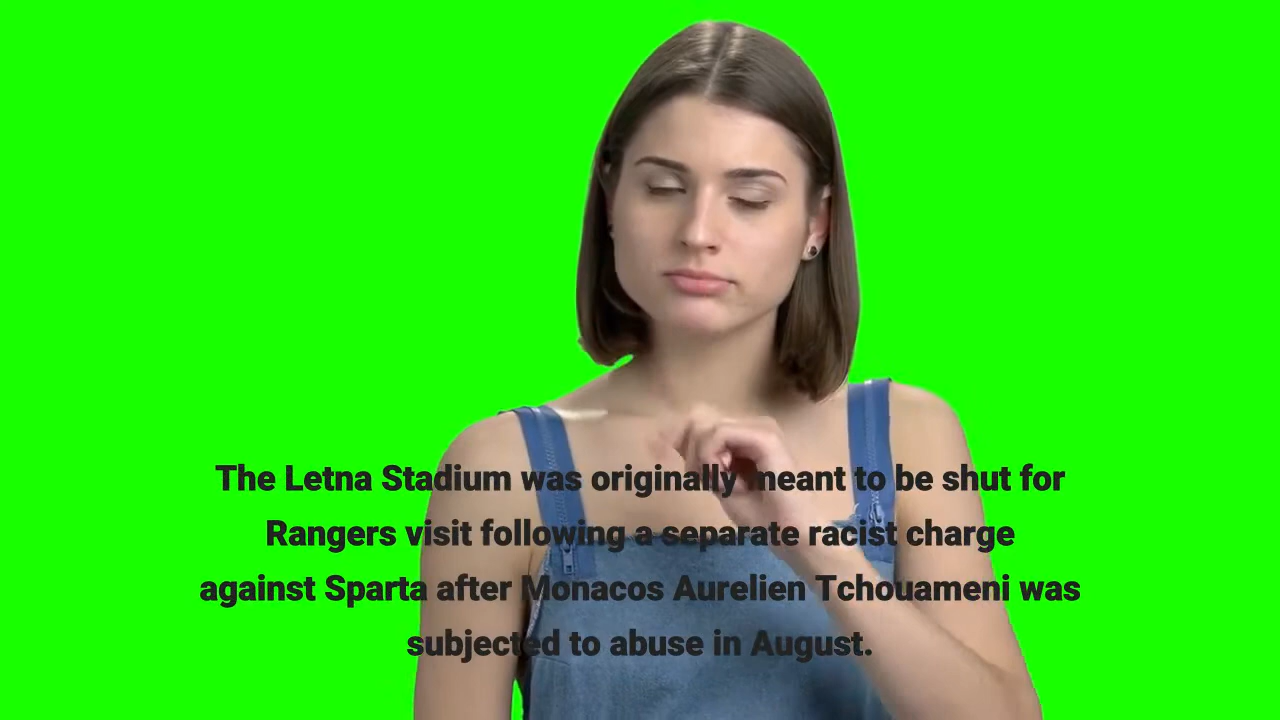 The Letna Stadium was originally meant to be shut for
Rangers visit following a separate racist charge
against Sparta after Monacos Aurelien Tchouameni was
subjected to abuse in August.